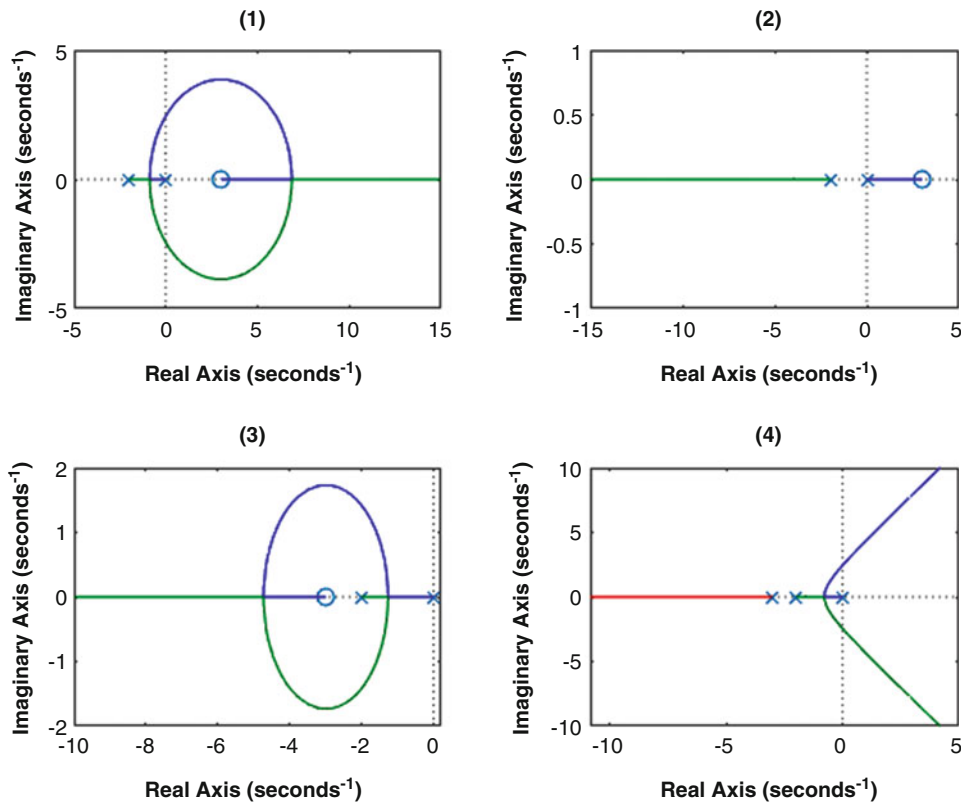 (1)
5
0
-5
-5 0 5 10 15
Imaginary Axis (seconds⁻¹)
Real Axis (seconds⁻¹)
(2)
1
0.5
0
-0.5
-1
-15 -10 -5 0 5
Imaginary Axis (seconds⁻¹)
Real Axis (seconds⁻¹)
(3)
2
1
0
-1
-2
-10 -8 -6 -4 -2 0
Imaginary Axis (seconds⁻¹)
Real Axis (seconds⁻¹)
(4)
10
5
0
-5
-10
-10 -5 0 5
Imaginary Axis (seconds⁻¹)
Real Axis (seconds⁻¹)